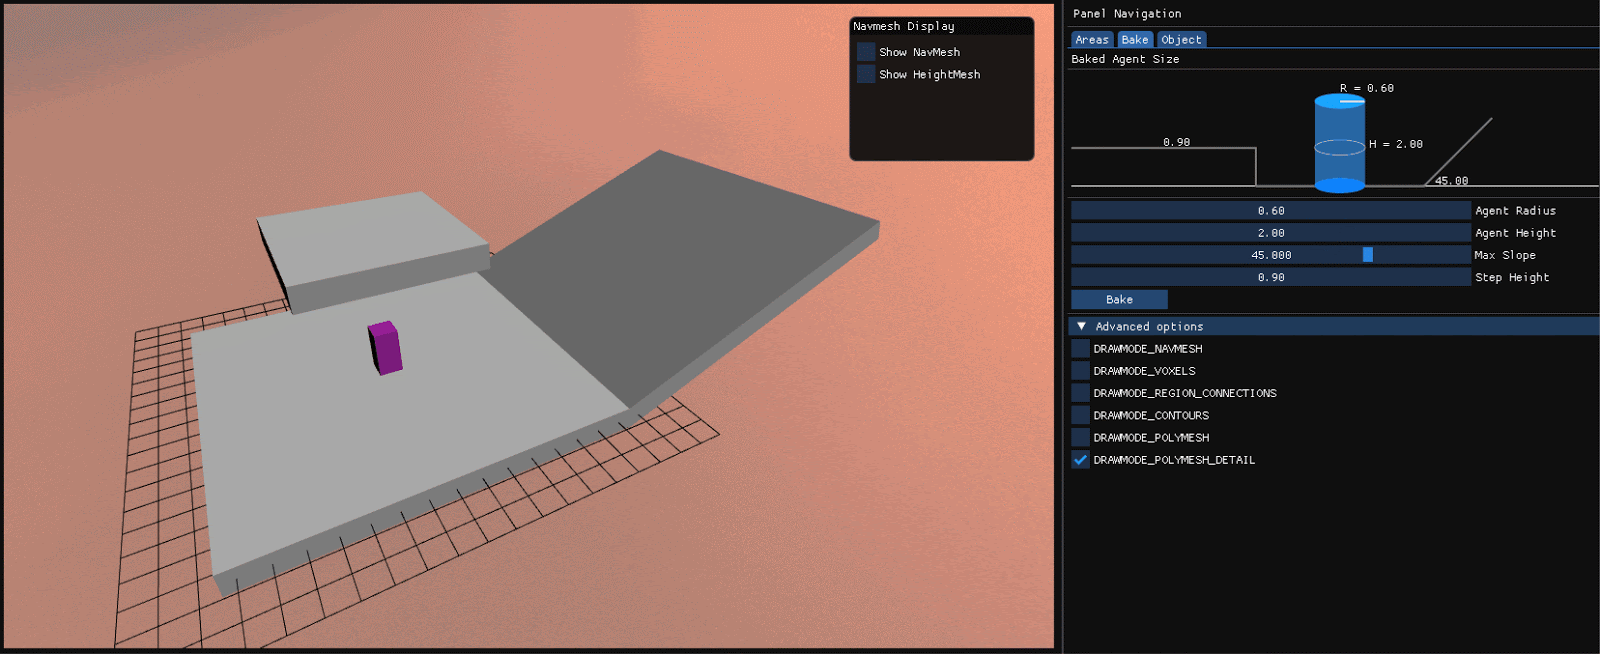 Navmesh Display
Show NavMesh
Show HeightMesh
Panel Navigation
Areas Bake Object
Baked Agent Size
R = 0.60
0.90
H = 2.00
45.00
0.60 Agent Radius
2.00 Agent Height
45.000 Max Slope
0.90 Step Height
Bake
Advanced options
DRAWMODE_NAVMESH
DRAWMODE_VOXELS
DRAWMODE_REGION_CONNECTIONS
DRAWMODE_CONTOURS
DRAWMODE_POLYMESH
DRAWMODE_POLYMESH_DETAIL